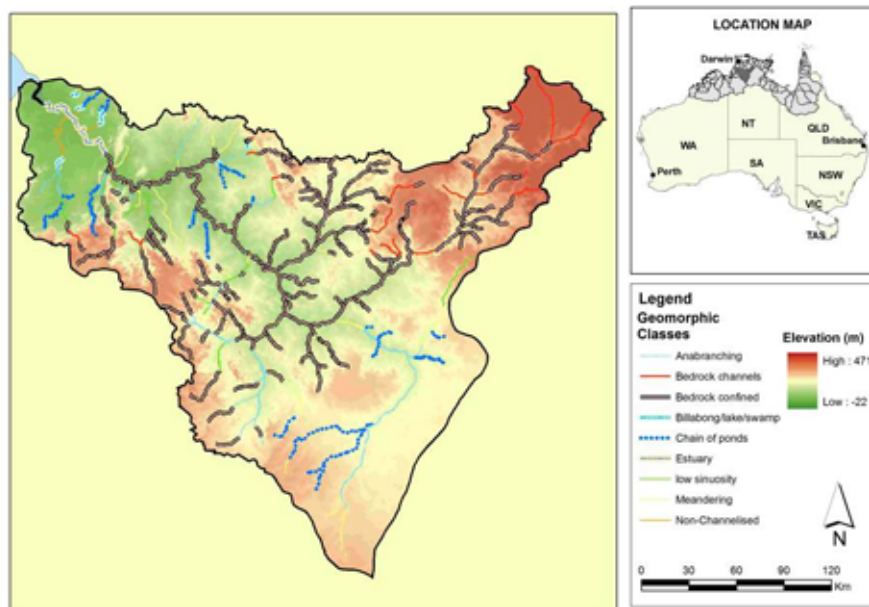 LOCATION MAP
Darwin
NT
QLD
Brisbane
WA
SA
Perth
NSW
VIC
TAS
Legend
Geomorphic
Classes
Elevation (m)
Anabranching
High : 471
Bedrock channels
Bedrock confined
Low : -22
Billabong/lake/swamp
Chain of ponds
Estuary
low sinuosity
Meandering
Non-Channelised
N
0 30 60 90 120
Km